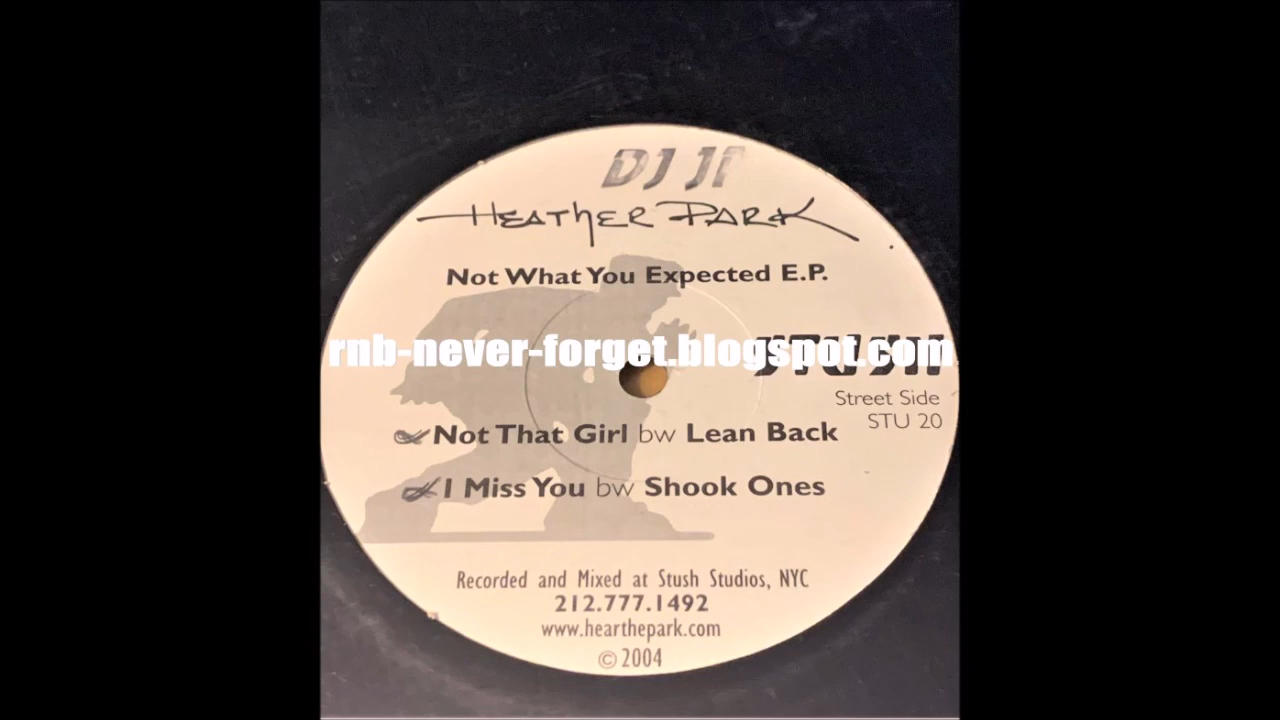 DJ JI
HEATHER PARK
Not What You Expected E.P.
rnb-never-forget.blogspot.com
STUSH
Street Side
STU 20
Not That Girl bw Lean Back
I Miss You bw Shook Ones
Recorded and Mixed at Stush Studios, NYC
212.777.1492
www.hearthepark.com
©2004